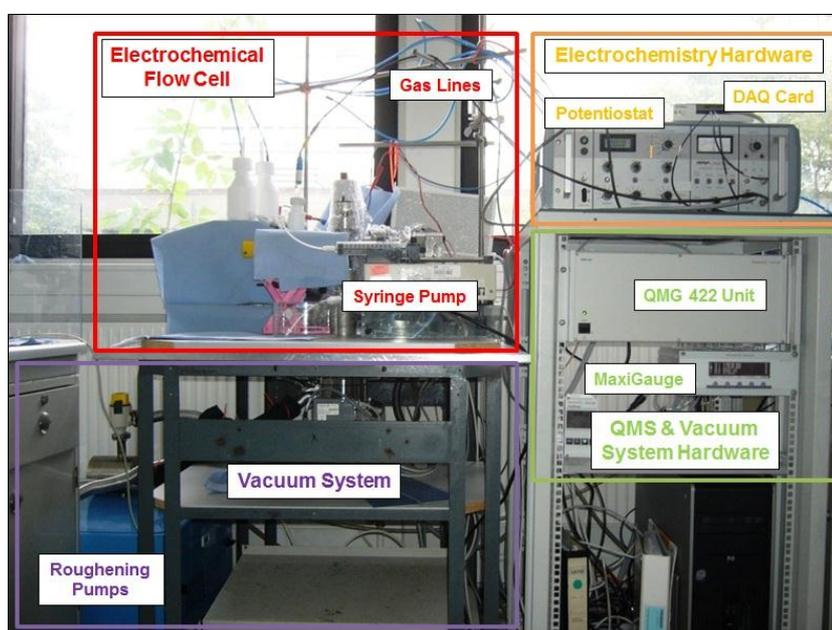 Electrochemical
Flow Cell
Gas Lines
Syringe Pump
Electrochemistry Hardware
Potentiostat
DAQ Card
QMG 422 Unit
MaxiGauge
QMS & Vacuum
System Hardware
Vacuum System
Roughening
Pumps